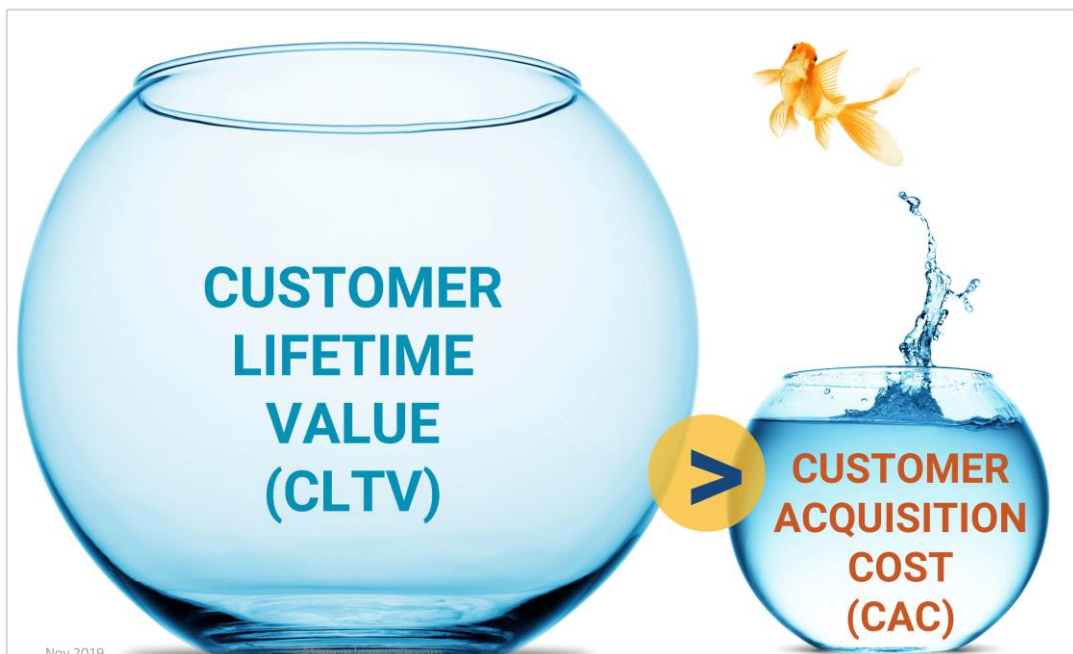 CUSTOMER
LIFETIME
VALUE
(CLTV)
>
CUSTOMER
ACQUISITION
COST
(CAC)
Nov 2019